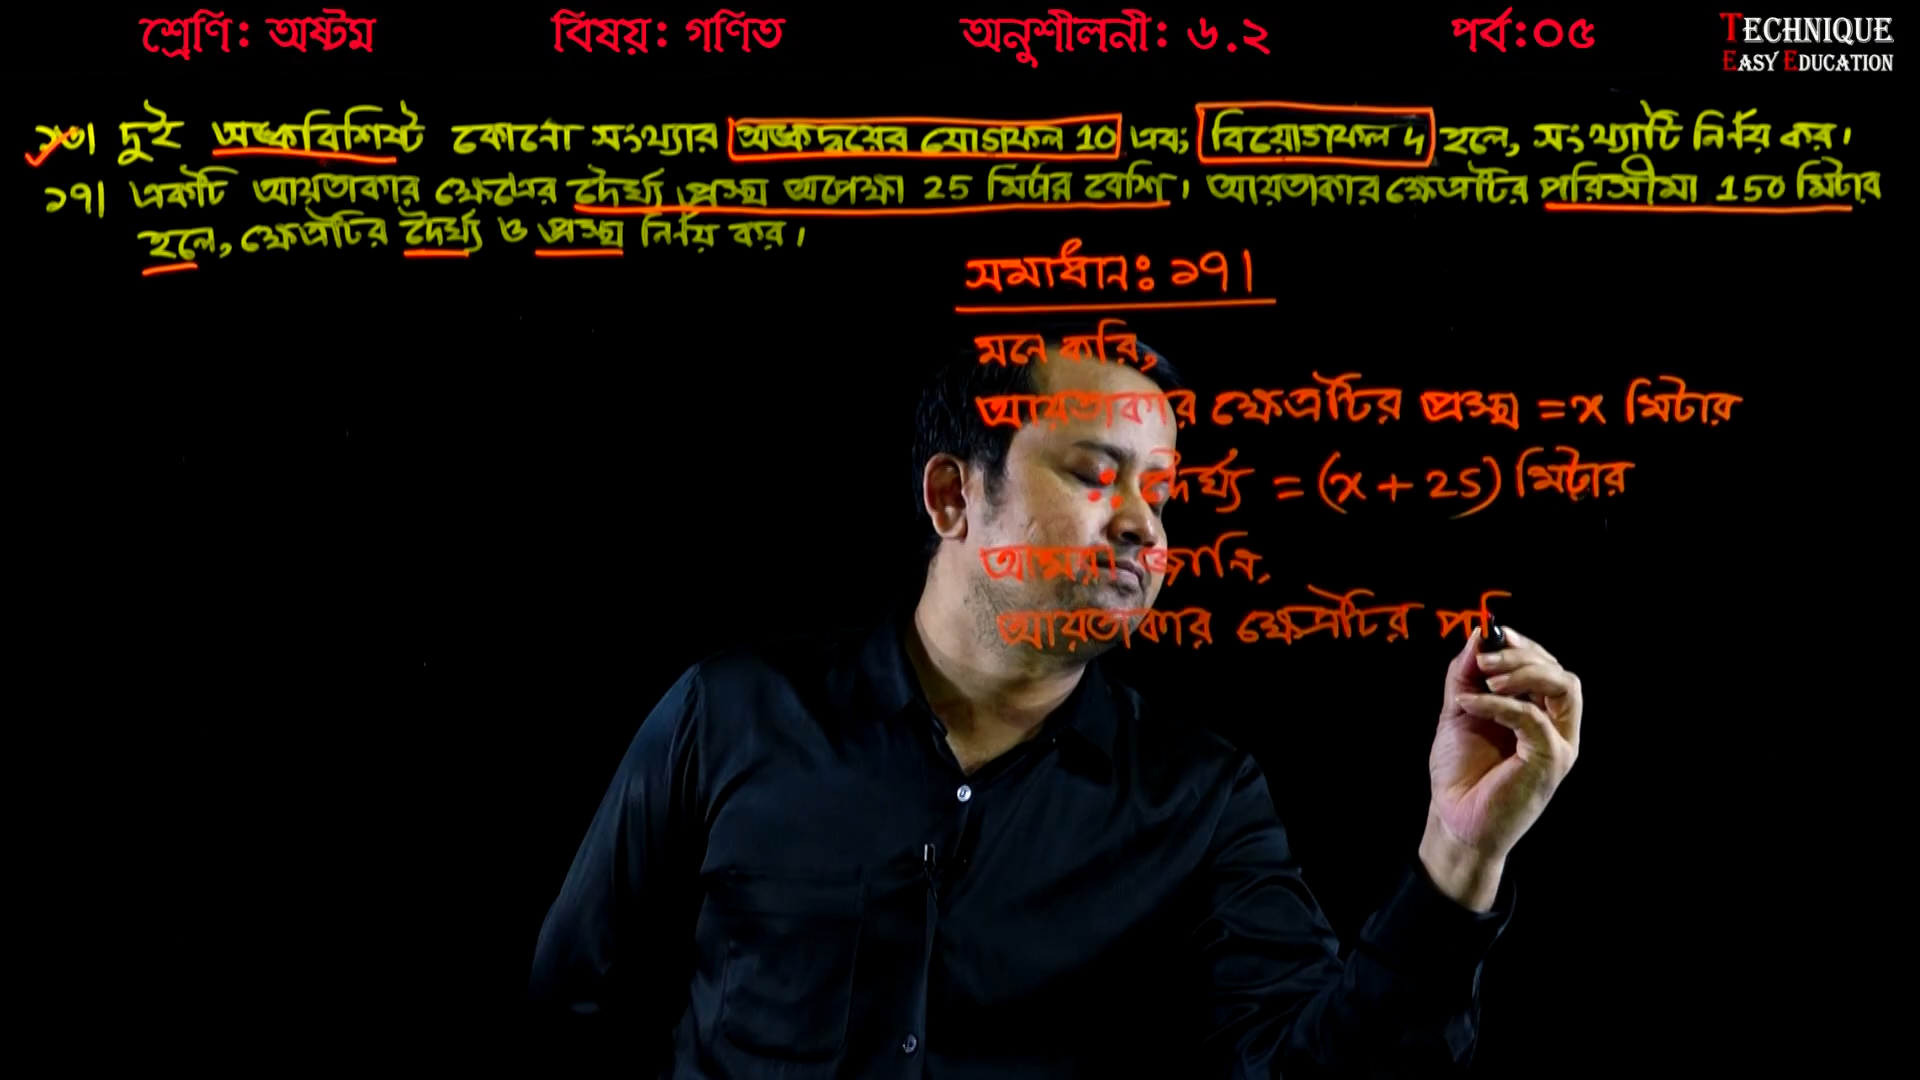 শ্রেণি: অষ্টম বিষয়: গণিত অনুশীলনী: ৬.২ পর্ব:০৫
TECHNIQUE
EASY EDUCATION
১৩। দুই অঙ্কবিশিষ্ট কোনো সংখ্যার অঙ্কদ্বয়ের যোগফল 10 এবং বিয়োগফল 4 হলে, সংখ্যাটি নির্ণয় কর।
১৭। একটি আয়তাকার ক্ষেত্রের দৈর্ঘ্য প্রস্থ অপেক্ষা 25 মিটার বেশি। আয়তাকার ক্ষেত্রটির পরিসীমা 150 মিটার
হলে, ক্ষেত্রটির দৈর্ঘ্য ও প্রস্থ নির্ণয় কর।
সমাধান: ১৭।
মনে করি,
আয়তাকার ক্ষেত্রটির প্রস্থ = x মিটার
∴ দৈর্ঘ্য = (x + 25) মিটার
আমরা জানি,
আয়তাকার ক্ষেত্রটির পরি